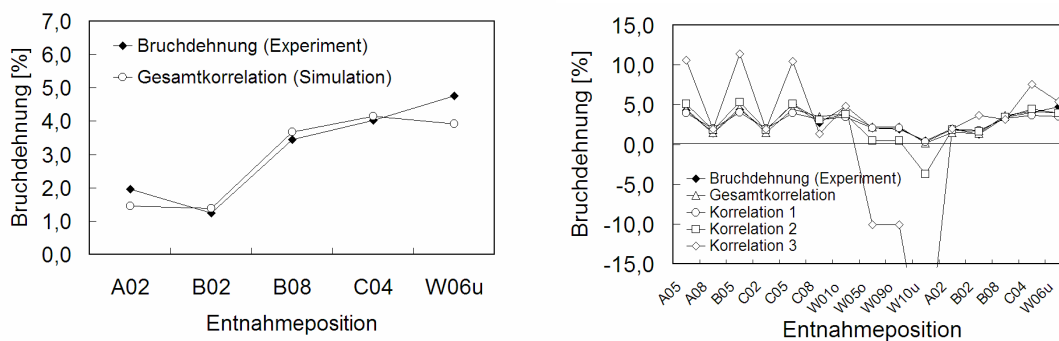 7,0
6,0
5,0
4,0
3,0
2,0
1,0
0,0
Bruchdehnung [%]
Bruchdehnung (Experiment)
Gesamtkorrelation (Simulation)
A02 B02 B08 C04 W06u
Entnahmeposition
15,0
10,0
5,0
0,0
-5,0
-10,0
-15,0
Bruchdehnung [%]
Bruchdehnung (Experiment)
Gesamtkorrelation
Korrelation 1
Korrelation 2
Korrelation 3
A05 A08 B05 C02 C05 C08 W01o W05o W09o W10u A02 B02 B08 C04 W06u
Entnahmeposition